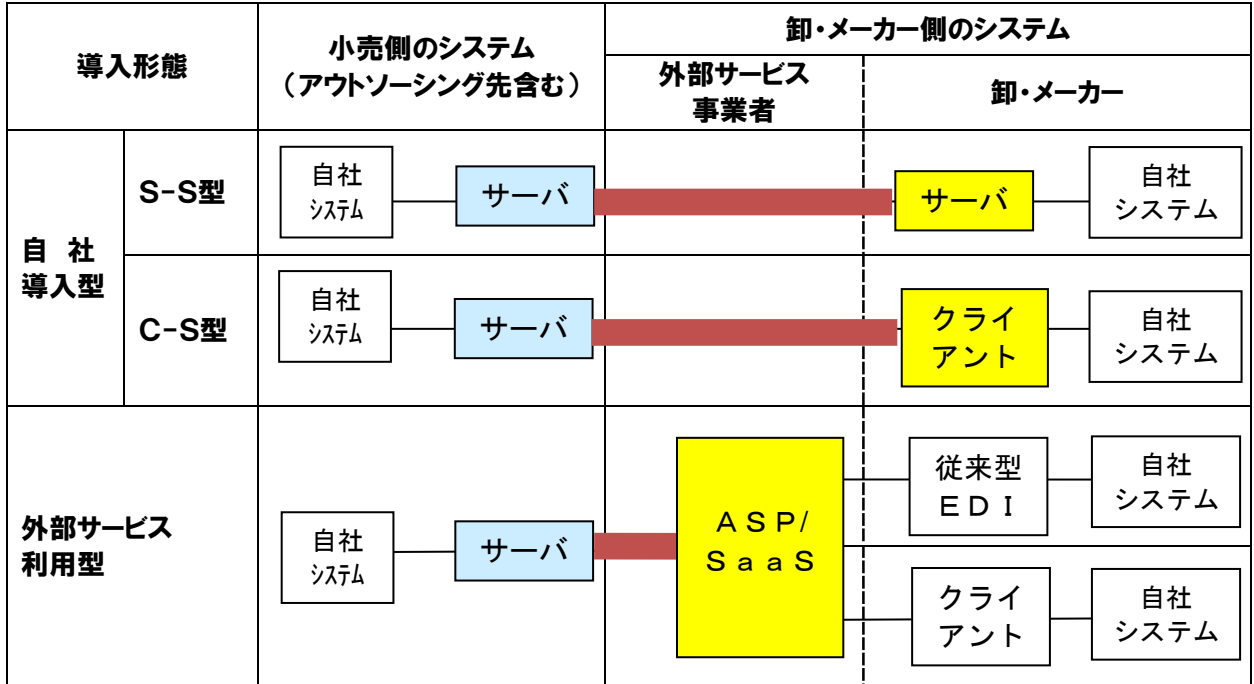 導入形態
小売側のシステム
（アウトソーシング先含む）
卸・メーカー側のシステム
外部サービス
事業者
卸・メーカー
自　社
導入型
S-S型
自社
ｼｽﾃﾑ
サーバ
サーバ
自社
システム
C-S型
自社
ｼｽﾃﾑ
サーバ
クライ
アント
自社
システム
外部サービス
利用型
自社
ｼｽﾃﾑ
サーバ
ＡＳＰ/
ＳａａＳ
従来型
ＥＤＩ
自社
システム
クライ
アント
自社
システム